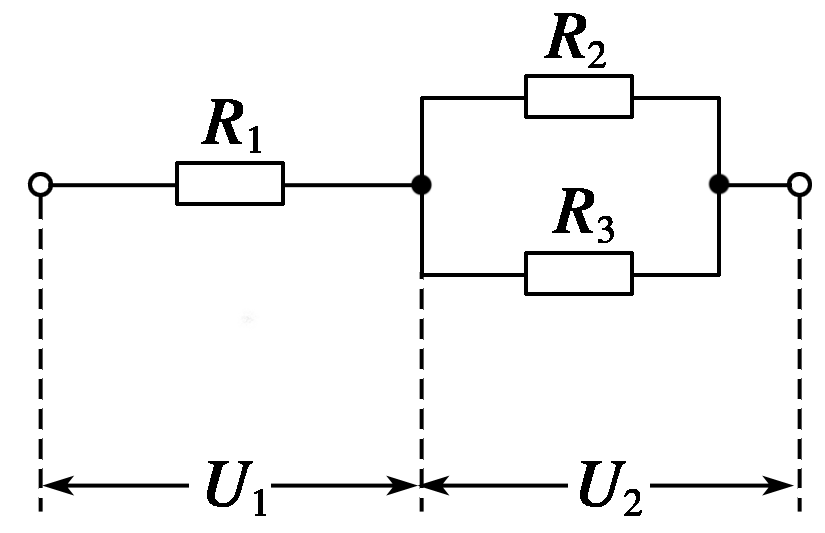 R₂
R₁
R₃
U₁ U₂